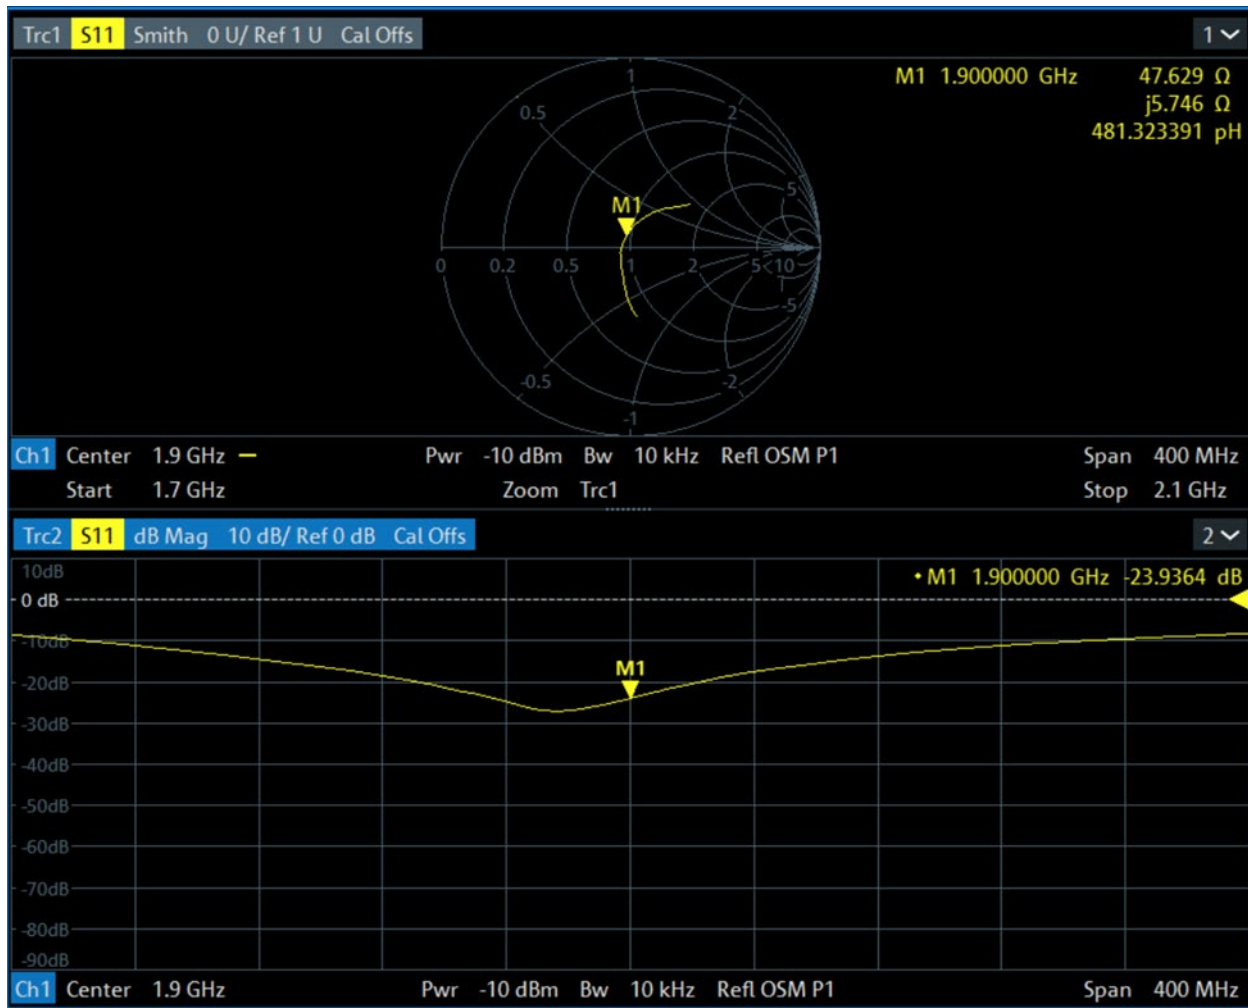 Trc1 S11 Smith 0 U/ Ref 1 U Cal Offs 1
M1 1.900000 GHz 47.629 Ω
j5.746 Ω
481.323391 pH
1
0.5 2
5
M1
0 0.2 0.5 1 2 5 10
-5
-0.5 -2
-1
Ch1 Center 1.9 GHz Pwr -10 dBm Bw 10 kHz Refl OSM P1 Span 400 MHz
Start 1.7 GHz Zoom Trc1 Stop 2.1 GHz
Trc2 S11 dB Mag 10 dB/ Ref 0 dB Cal Offs 2
10dB
M1 1.900000 GHz -23.9364 dB
0 dB
-10dB
M1
-20dB
-30dB
-40dB
-50dB
-60dB
-70dB
-80dB
-90dB
Ch1 Center 1.9 GHz Pwr -10 dBm Bw 10 kHz Refl OSM P1 Span 400 MHz